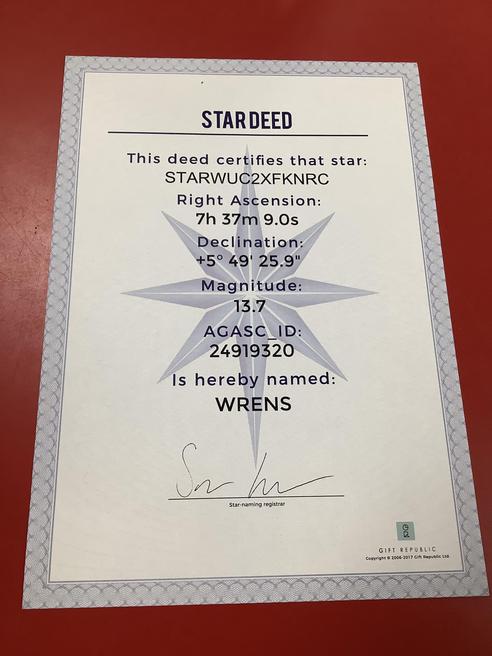 STAR DEED
This deed certifies that star:
STARWUC2XFKNRC
Right Ascension:
7h 37m 9.0s
Declination:
+5° 49' 25.9"
Magnitude:
13.7
AGASC_ID:
24919320
Is hereby named:
WRENS
Star-naming registrar
GIFT REPUBLIC
Copyright © 2006-2017 Gift Republic Ltd.